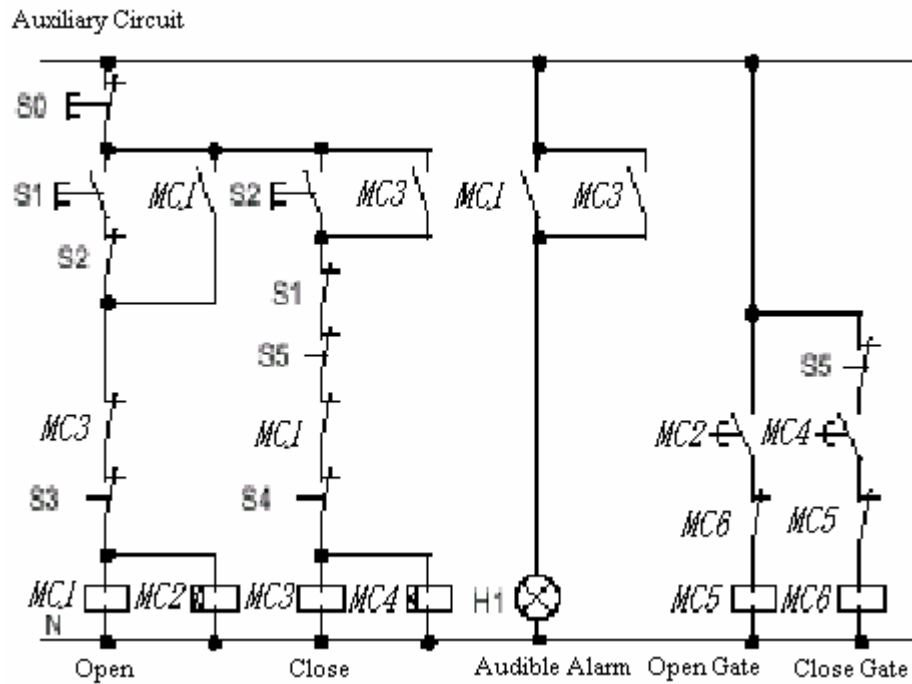 Auxiliary Circuit
S0
S1 MC1 S2 MC3 MC1 MC3
S2
S1
S5 S5
MC3 MC1 MC2 MC4
S3 S4
MC6 MC5
MC1 MC2 MC3 MC4 H1 MC5 MC6
N
Open Close Audible Alarm Open Gate Close Gate